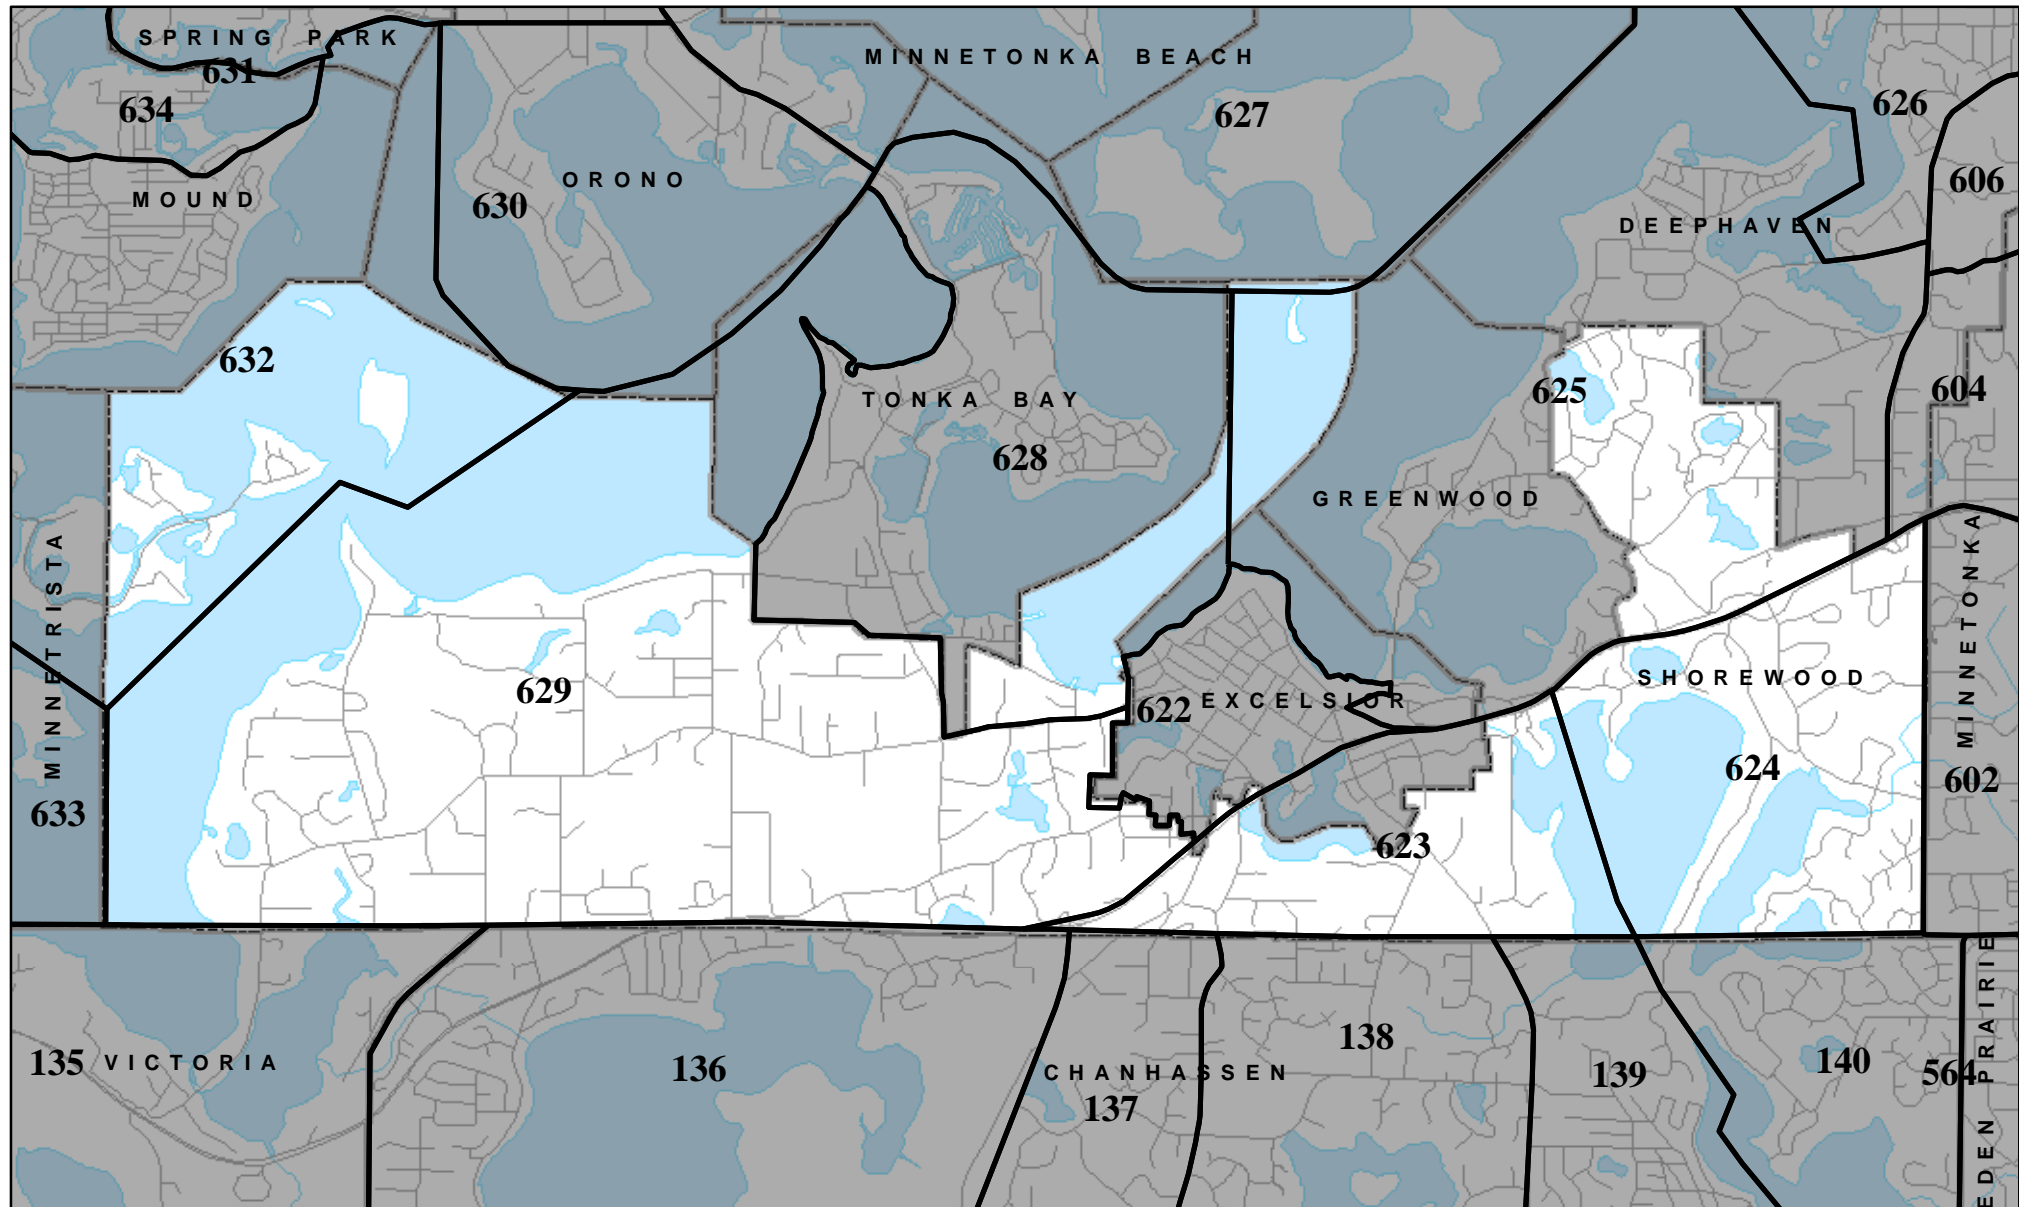 SPRING PARK
631
634
MOUND
MINNETONKA BEACH
627
626
606
ORONO
630
DEEPHAVEN
632
TONKA BAY
628
625
604
GREENWOOD
MINNETRISTA
MINNETONKA
629
622 EXCELSIOR
SHOREWOOD
624
602
633
623
135 VICTORIA
136
CHANHASSEN
137
138
139
140
564
EDEN PRAIRIE